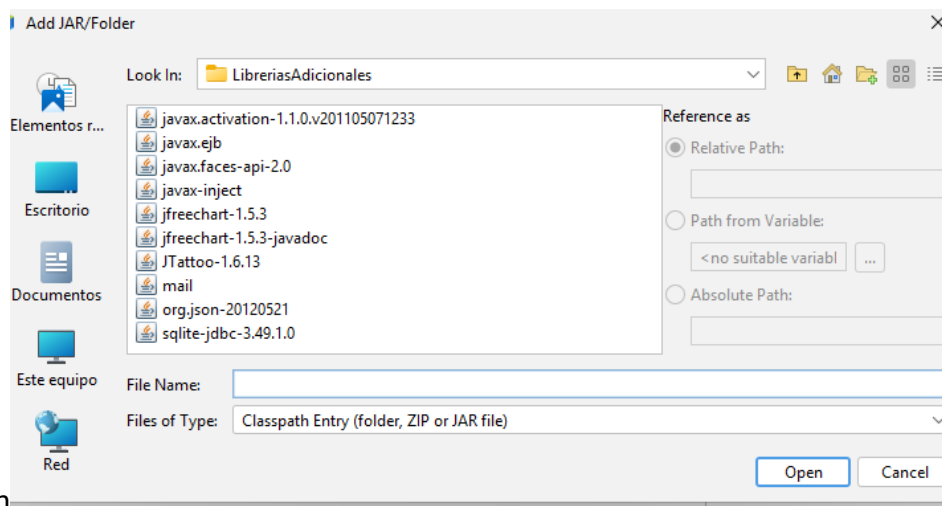 Add JAR/Folder
Look In: LibreriasAdicionales
Elementos r...
Escritorio
Documentos
Este equipo
Red
javax.activation-1.1.0.v201105071233
javax.ejb
javax.faces-api-2.0
javax-inject
jfreechart-1.5.3
jfreechart-1.5.3-javadoc
JTattoo-1.6.13
mail
org.json-20120521
sqlite-jdbc-3.49.1.0
Reference as
Relative Path:
Path from Variable:
<no suitable variabl ...
Absolute Path:
File Name:
Files of Type: Classpath Entry (folder, ZIP or JAR file)
Open Cancel